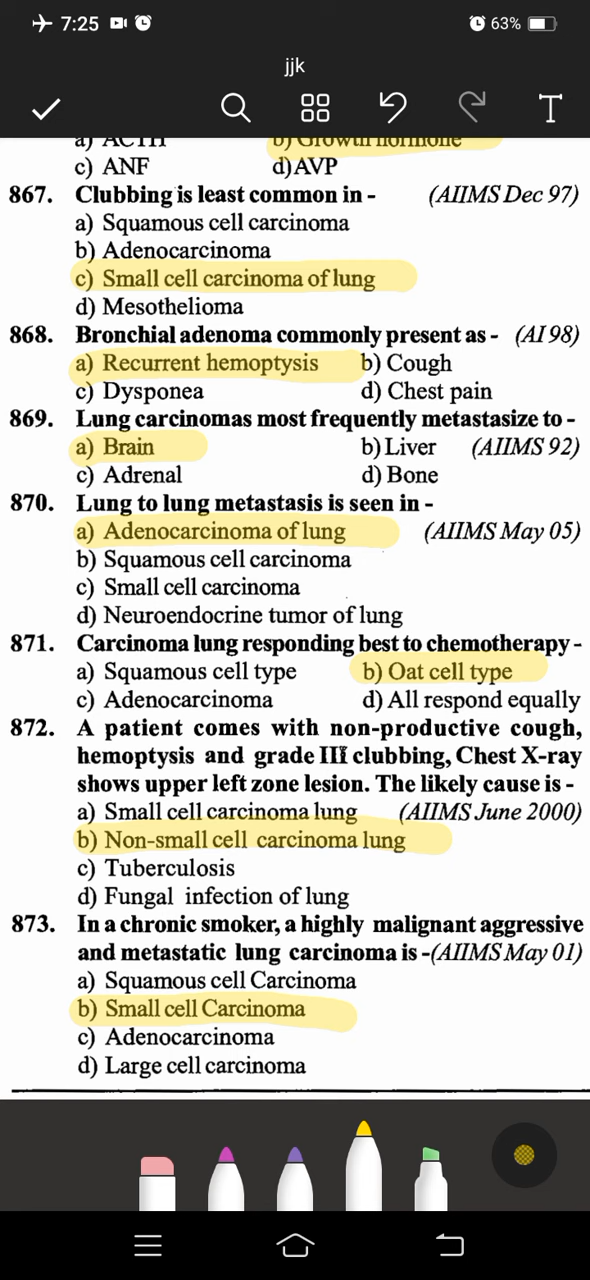 7:25
63%
jjk
T
a) ACTH b) Growth hormone
c) ANF d) AVP
867. Clubbing is least common in - (AIIMS Dec 97)
a) Squamous cell carcinoma
b) Adenocarcinoma
c) Small cell carcinoma of lung
d) Mesothelioma
868. Bronchial adenoma commonly present as - (AI 98)
a) Recurrent hemoptysis b) Cough
c) Dysponea d) Chest pain
869. Lung carcinomas most frequently metastasize to -
a) Brain b) Liver (AIIMS 92)
c) Adrenal d) Bone
870. Lung to lung metastasis is seen in -
a) Adenocarcinoma of lung (AIIMS May 05)
b) Squamous cell carcinoma
c) Small cell carcinoma
d) Neuroendocrine tumor of lung
871. Carcinoma lung responding best to chemotherapy -
a) Squamous cell type b) Oat cell type
c) Adenocarcinoma d) All respond equally
872. A patient comes with non-productive cough,
hemoptysis and grade III clubbing, Chest X-ray
shows upper left zone lesion. The likely cause is -
a) Small cell carcinoma lung (AIIMS June 2000)
b) Non-small cell carcinoma lung
c) Tuberculosis
d) Fungal infection of lung
873. In a chronic smoker, a highly malignant aggressive
and metastatic lung carcinoma is -(AIIMS May 01)
a) Squamous cell Carcinoma
b) Small cell Carcinoma
c) Adenocarcinoma
d) Large cell carcinoma